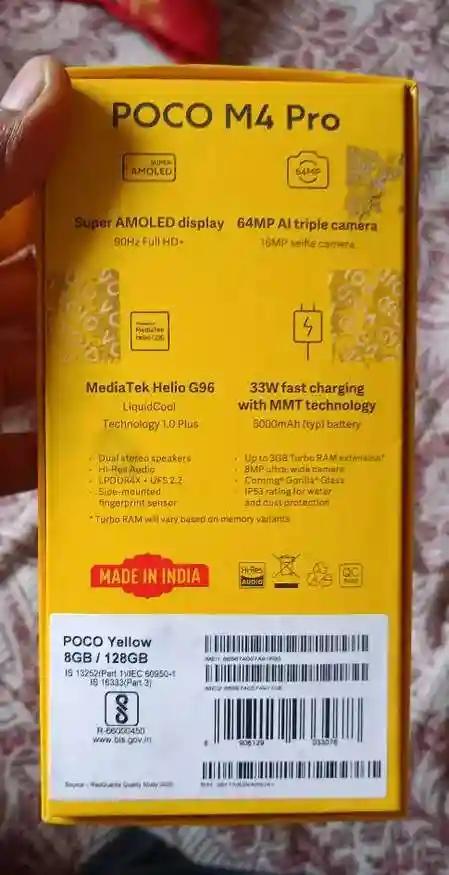 POCO M4 Pro
SUPER AMOLED
64MP
Super AMOLED display
90Hz Full HD+
64MP AI triple camera
16MP selfie camera
MediaTek Helio G96
MediaTek Helio G96
LiquidCool
Technology 1.0 Plus
33W fast charging
with MMT technology
5000mAh (typ) battery
• Dual stereo speakers
• Hi-Res Audio
• LPDDR4X + UFS 2.2
• Side-mounted
fingerprint sensor
• Up to 3GB Turbo RAM extension*
• 8MP ultra-wide camera
• Corning® Gorilla® Glass
• IP53 rating for water
and dust protection
* Turbo RAM will vary based on memory variants
MADE IN INDIA
Hi-Res
AUDIO
QC
POCO Yellow
8GB / 128GB
IS 13252(Part 1)/IEC 60950-1
IS 16333(Part 3)
R-66000450
www.bis.gov.in